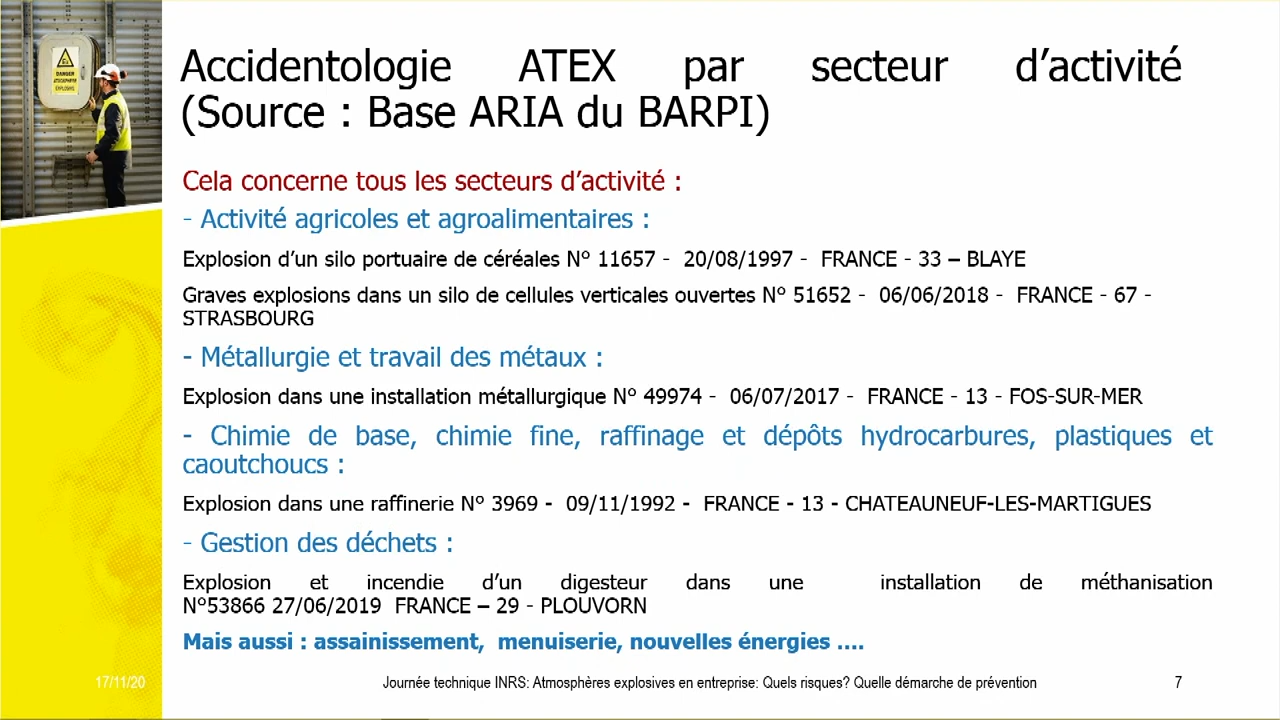 DANGER
ATMOSPHÈRE
EXPLOSIVE
Accidentologie ATEX par secteur d’activité
(Source : Base ARIA du BARPI)
Cela concerne tous les secteurs d’activité :
- Activité agricoles et agroalimentaires :
Explosion d’un silo portuaire de céréales N° 11657 - 20/08/1997 - FRANCE - 33 – BLAYE
Graves explosions dans un silo de cellules verticales ouvertes N° 51652 - 06/06/2018 - FRANCE - 67 -
STRASBOURG
- Métallurgie et travail des métaux :
Explosion dans une installation métallurgique N° 49974 - 06/07/2017 - FRANCE - 13 - FOS-SUR-MER
- Chimie de base, chimie fine, raffinage et dépôts hydrocarbures, plastiques et
caoutchoucs :
Explosion dans une raffinerie N° 3969 - 09/11/1992 - FRANCE - 13 - CHATEAUNEUF-LES-MARTIGUES
- Gestion des déchets :
Explosion et incendie d’un digesteur dans une installation de méthanisation
N°53866 27/06/2019 FRANCE – 29 - PLOUVORN
Mais aussi : assainissement, menuiserie, nouvelles énergies ....
17/11/20
Journée technique INRS: Atmosphères explosives en entreprise: Quels risques? Quelle démarche de prévention
7